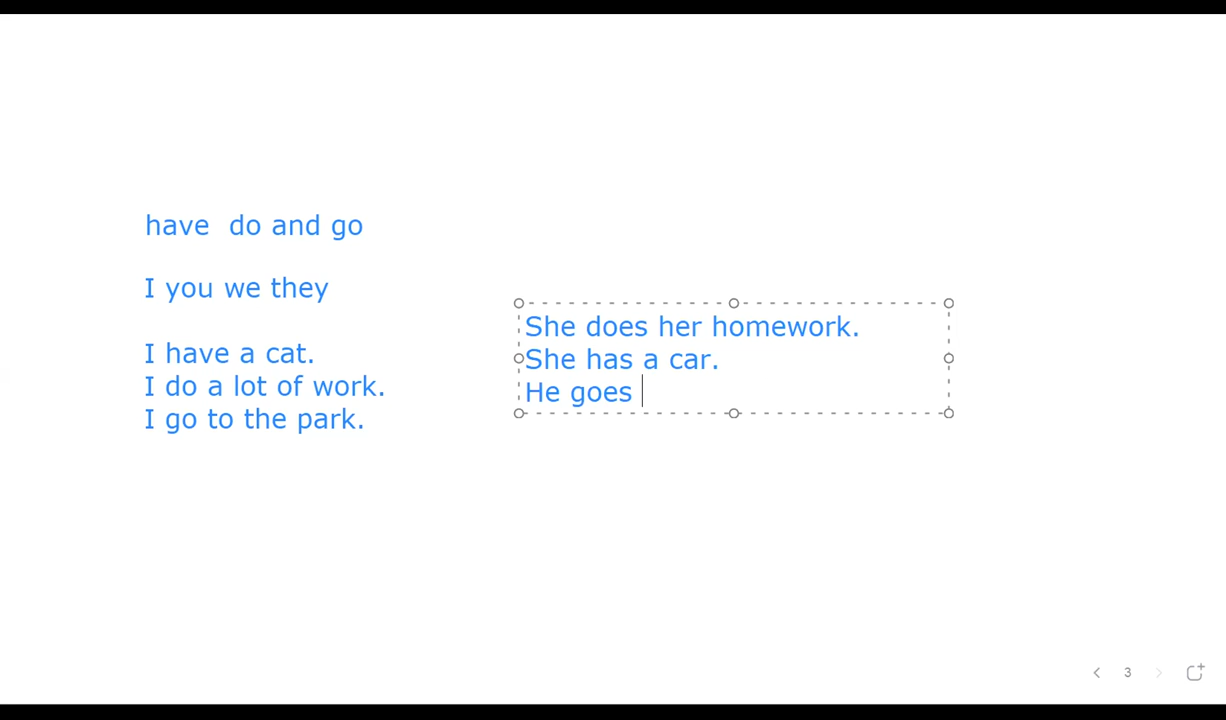 have  do and go
I you we they
I have a cat.
I do a lot of work.
I go to the park.
She does her homework.
She has a car.
He goes
3